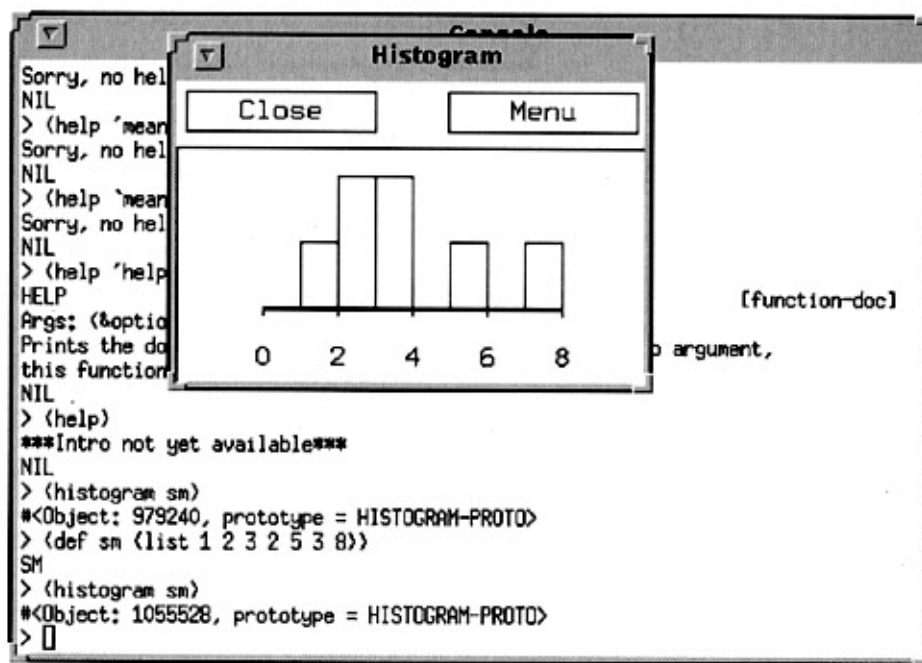 Console
Histogram
Close
Menu
0 2 4 6 8
Sorry, no hel
NIL
> (help 'mean
Sorry, no hel
NIL
> (help `mean
Sorry, no hel
NIL
> (help 'help
HELP [function-doc]
Args: (&optio
Prints the do o argument,
this function
NIL
> (help)
***Intro not yet available***
NIL
> (histogram sm)
#<Object: 979240, prototype = HISTOGRAM-PROTO>
> (def sm (list 1 2 3 2 5 3 8))
SM
> (histogram sm)
#<Object: 1055528, prototype = HISTOGRAM-PROTO>
>